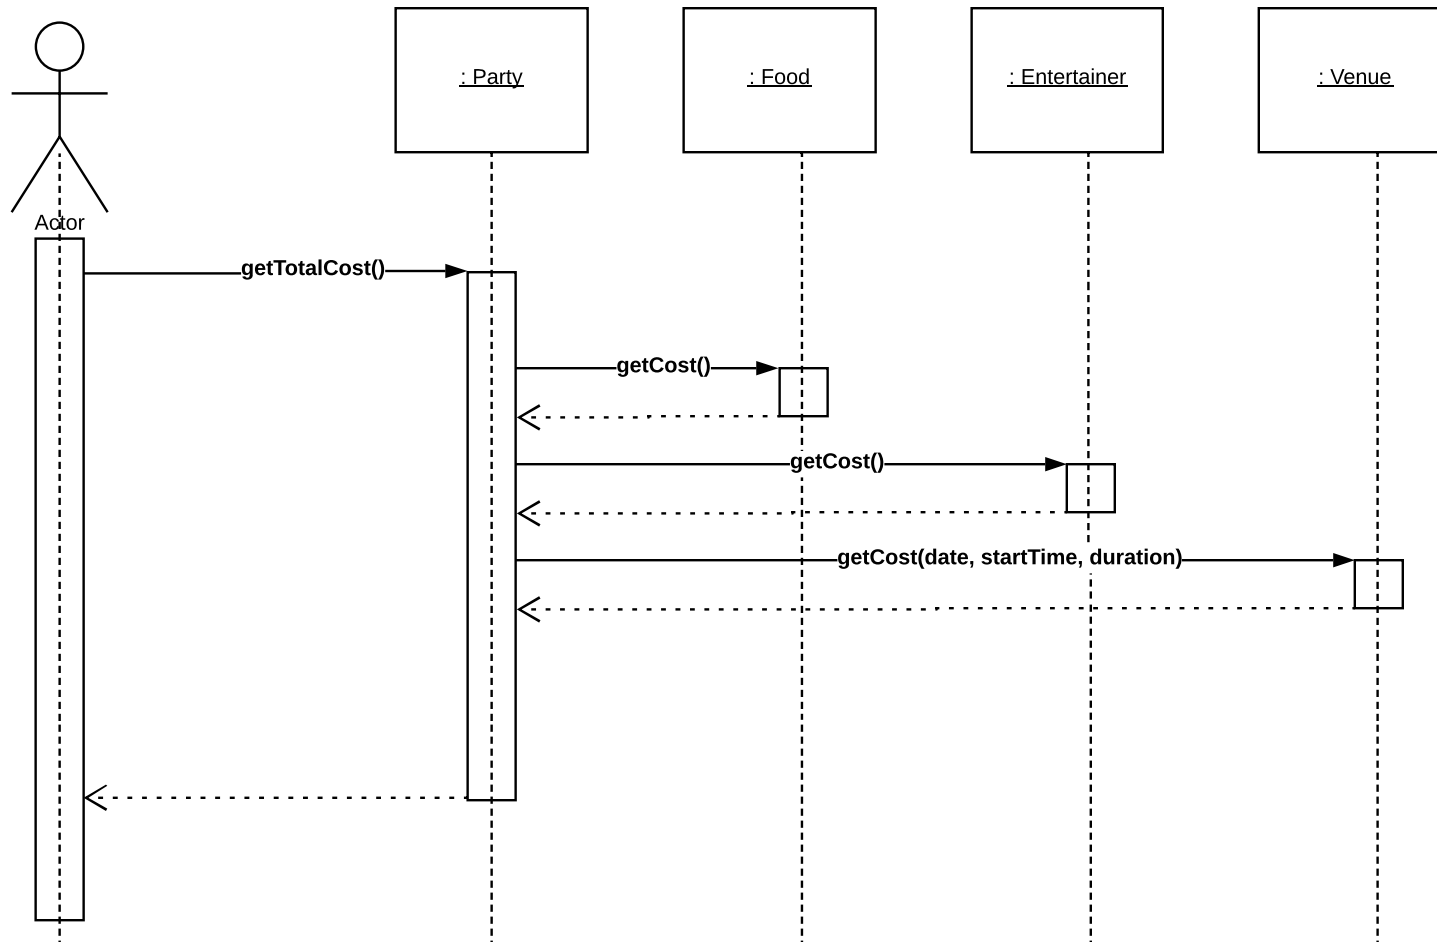 : Party
: Food
: Entertainer
: Venue
Actor
getTotalCost()
getCost()
getCost()
getCost(date, startTime, duration)